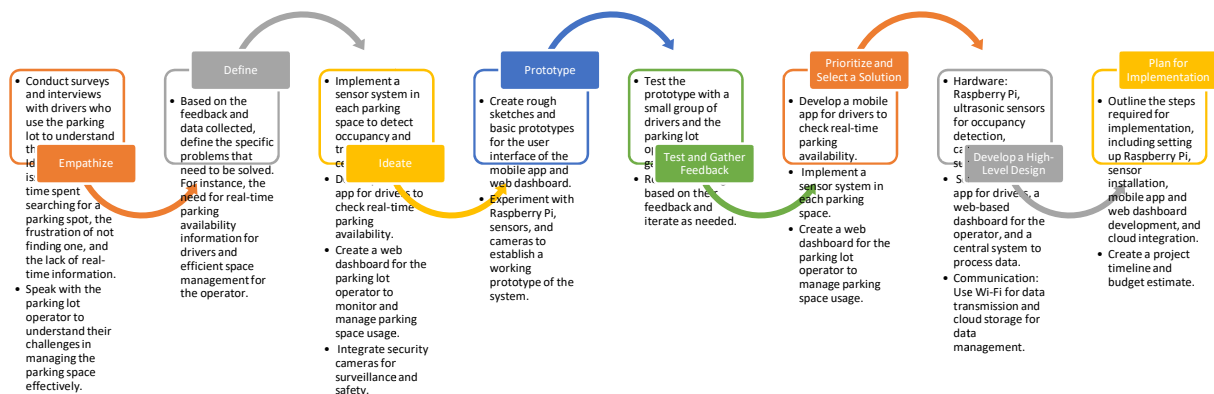 • Conduct surveys
and interviews
with drivers who
use the parking
lot to understand
Empathize
time spent
searching for a
parking spot, the
frustration of not
finding one, and
the lack of real-
time information.
• Speak with the
parking lot
operator to
understand their
challenges in
managing the
parking space
effectively.
Define
• Based on the
feedback and
data collected,
define the specific
problems that
need to be solved.
For instance, the
need for real-time
parking
availability
information for
drivers and
efficient space
management for
the operator.
• Implement a
sensor system in
each parking
space to detect
occupancy and
Ideate
app for drivers to
check real-time
parking
availability.
• Create a web
dashboard for the
parking lot
operator to
monitor and
manage parking
space usage.
• Integrate security
cameras for
surveillance and
safety.
Prototype
• Create rough
sketches and
basic prototypes
for the user
interface of the
mobile app and
web dashboard.
• Experiment with
Raspberry Pi,
sensors, and
cameras to
establish a
working
prototype of the
system.
• Test the
prototype with a
small group of
drivers and the
parking lot
Test and Gather
Feedback
based on their
feedback and
iterate as needed.
Prioritize and
Select a Solution
• Develop a mobile
app for drivers to
check real-time
parking
availability.
• Implement a
sensor system in
each parking
space.
• Create a web
dashboard for the
parking lot
operator to
manage parking
space usage.
• Hardware:
Raspberry Pi,
ultrasonic sensors
for occupancy
detection,
Develop a High-
Level Design
app for drivers, a
web-based
dashboard for the
operator, and a
central system to
process data.
• Communication:
Use Wi-Fi for data
transmission and
cloud storage for
data
management.
Plan for
Implementation
• Outline the steps
required for
implementation,
including setting
up Raspberry Pi,
sensor
installation,
mobile app and
web dashboard
development, and
cloud integration.
• Create a project
timeline and
budget estimate.